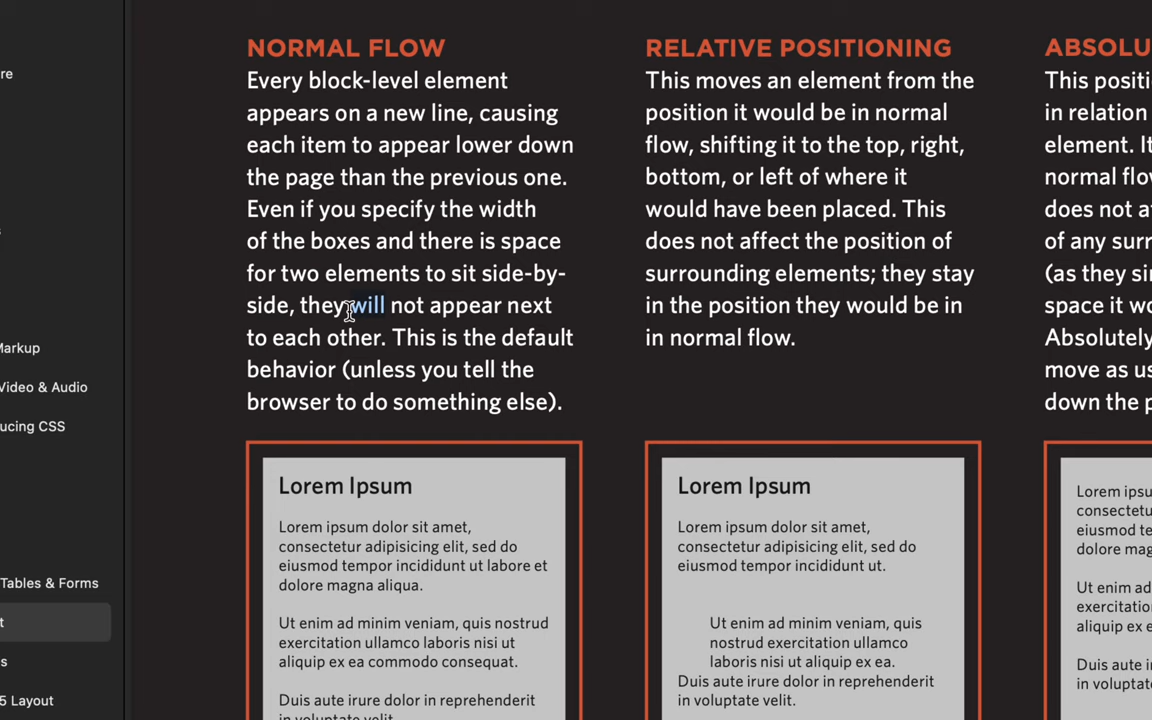 re
s
Markup
Video & Audio
ucing CSS
Tables & Forms
t
s
5 Layout
NORMAL FLOW
Every block-level element
appears on a new line, causing
each item to appear lower down
the page than the previous one.
Even if you specify the width
of the boxes and there is space
for two elements to sit side-by-
side, they will not appear next
to each other. This is the default
behavior (unless you tell the
browser to do something else).
Lorem Ipsum
Lorem ipsum dolor sit amet,
consectetur adipisicing elit, sed do
eiusmod tempor incididunt ut labore et
dolore magna aliqua.
Ut enim ad minim veniam, quis nostrud
exercitation ullamco laboris nisi ut
aliquip ex ea commodo consequat.
Duis aute irure dolor in reprehenderit
in voluptate velit.
RELATIVE POSITIONING
This moves an element from the
position it would be in normal
flow, shifting it to the top, right,
bottom, or left of where it
would have been placed. This
does not affect the position of
surrounding elements; they stay
in the position they would be in
in normal flow.
Lorem Ipsum
Lorem ipsum dolor sit amet,
consectetur adipisicing elit, sed do
eiusmod tempor incididunt ut.
Ut enim ad minim veniam, quis
nostrud exercitation ullamco
laboris nisi ut aliquip ex ea.
Duis aute irure dolor in reprehenderit
in voluptate velit.
ABSOLU
This positi
in relation
element. It
normal flow
does not af
of any surr
(as they sim
space it wo
Absolutely
move as us
down the p
Lorem ipsu
consectetu
eiusmod te
dolore mag
Ut enim ad
exercitation
aliquip ex e
Duis aute i
in voluptat